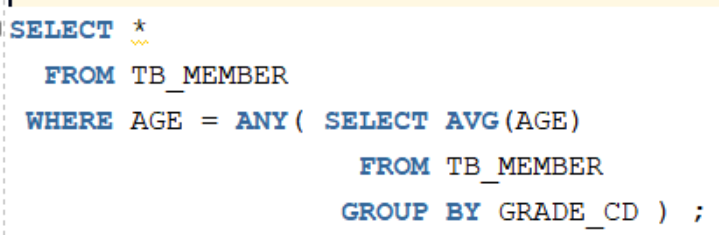 SELECT *
FROM TB_MEMBER
WHERE AGE = ANY( SELECT AVG(AGE)
FROM TB_MEMBER
GROUP BY GRADE_CD ) ;